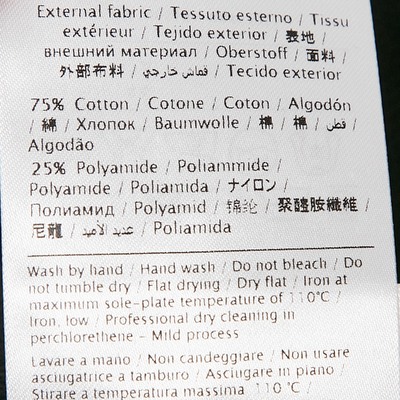 External fabric / Tessuto esterno / Tissu
extérieur / Tejido exterior / 表地 /
внешний материал / Oberstoff / 面料 /
外部布料 / قماش خارجي / Tecido exterior
75% Cotton / Cotone / Coton / Algodón
/ 綿 / Хлопок / Baumwolle / 棉 / 棉 / قطن /
Algodão
25% Polyamide / Poliammide /
Polyamide / Poliamida / ナイロン /
Полиамид / Polyamid / 锦纶 / 聚醯胺纖維 /
尼龍 / عديد الأميد / Poliamida
Wash by hand / Hand wash / Do not bleach / Do
not tumble dry / Flat drying / Dry flat / Iron at
maximum sole-plate temperature of 110°C /
Iron, low / Professional dry cleaning in
perchlorethene - Mild process
Lavare a mano / Non candeggiare / Non usare
asciugatrice a tamburo / Asciugare in piano /
Stirare a temperatura massima 110 °C /